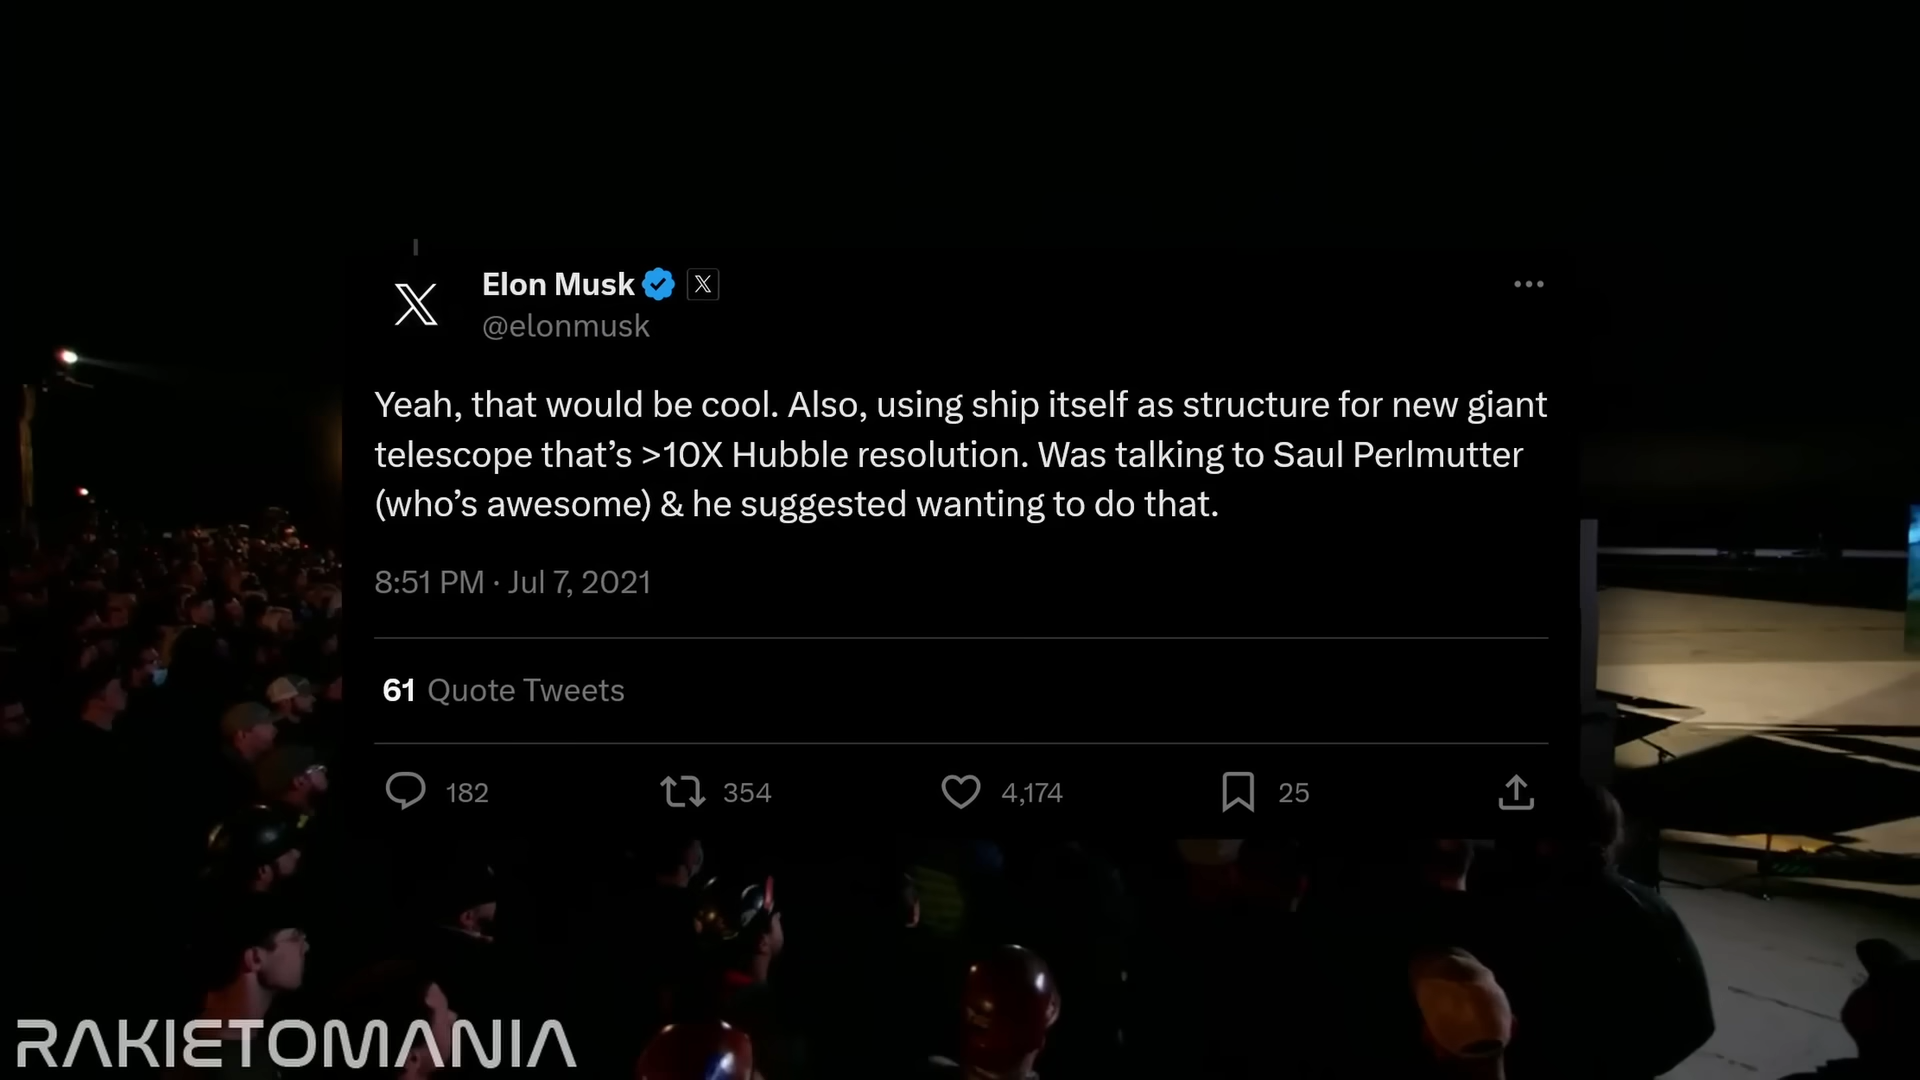 Elon Musk
@elonmusk
Yeah, that would be cool. Also, using ship itself as structure for new giant
telescope that’s >10X Hubble resolution. Was talking to Saul Perlmutter
(who’s awesome) & he suggested wanting to do that.
8:51 PM · Jul 7, 2021
61 Quote Tweets
182 354 4,174 25
RAKIETOMANIA